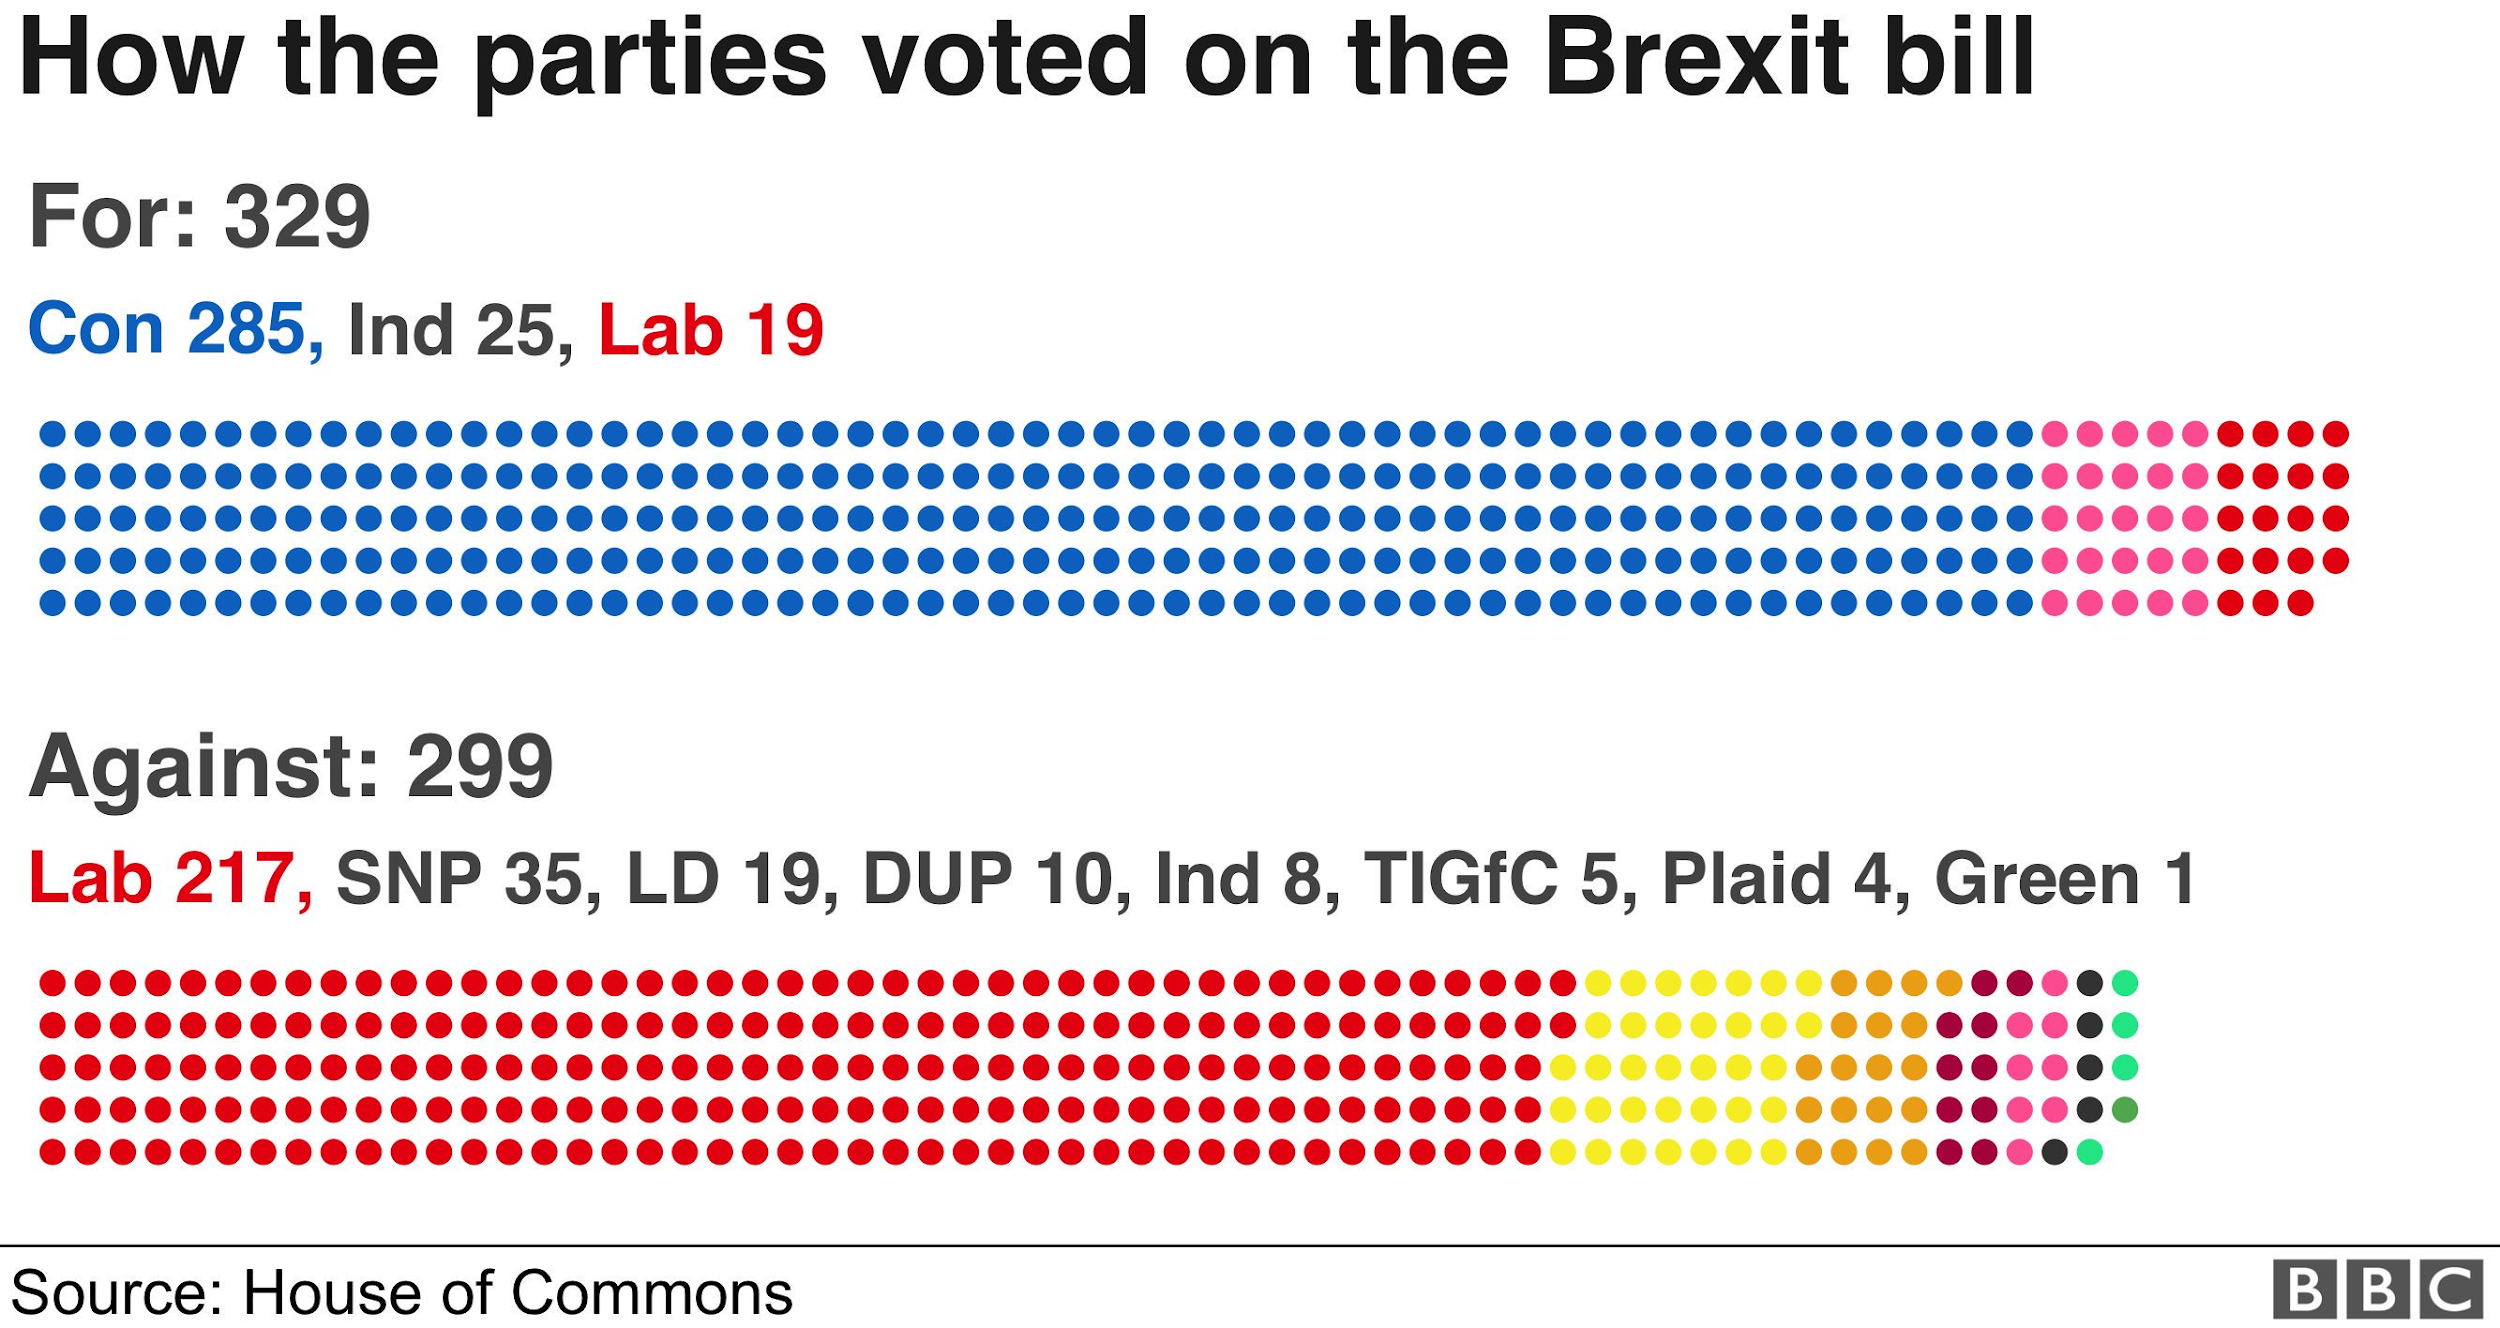 How the parties voted on the Brexit bill
For: 329
Con 285, Ind 25, Lab 19
Against: 299
Lab 217, SNP 35, LD 19, DUP 10, Ind 8, TIGfC 5, Plaid 4, Green 1
Source: House of Commons
BBC